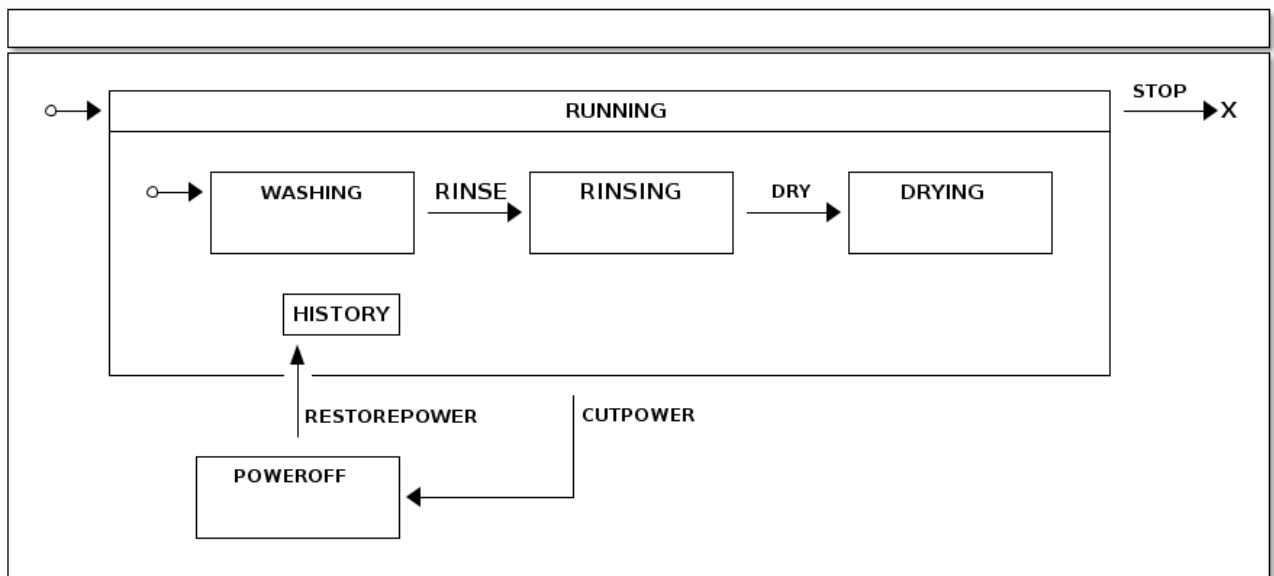 STOP
X
RUNNING
WASHING
RINSE
RINSING
DRY
DRYING
HISTORY
RESTOREPOWER
CUTPOWER
POWEROFF